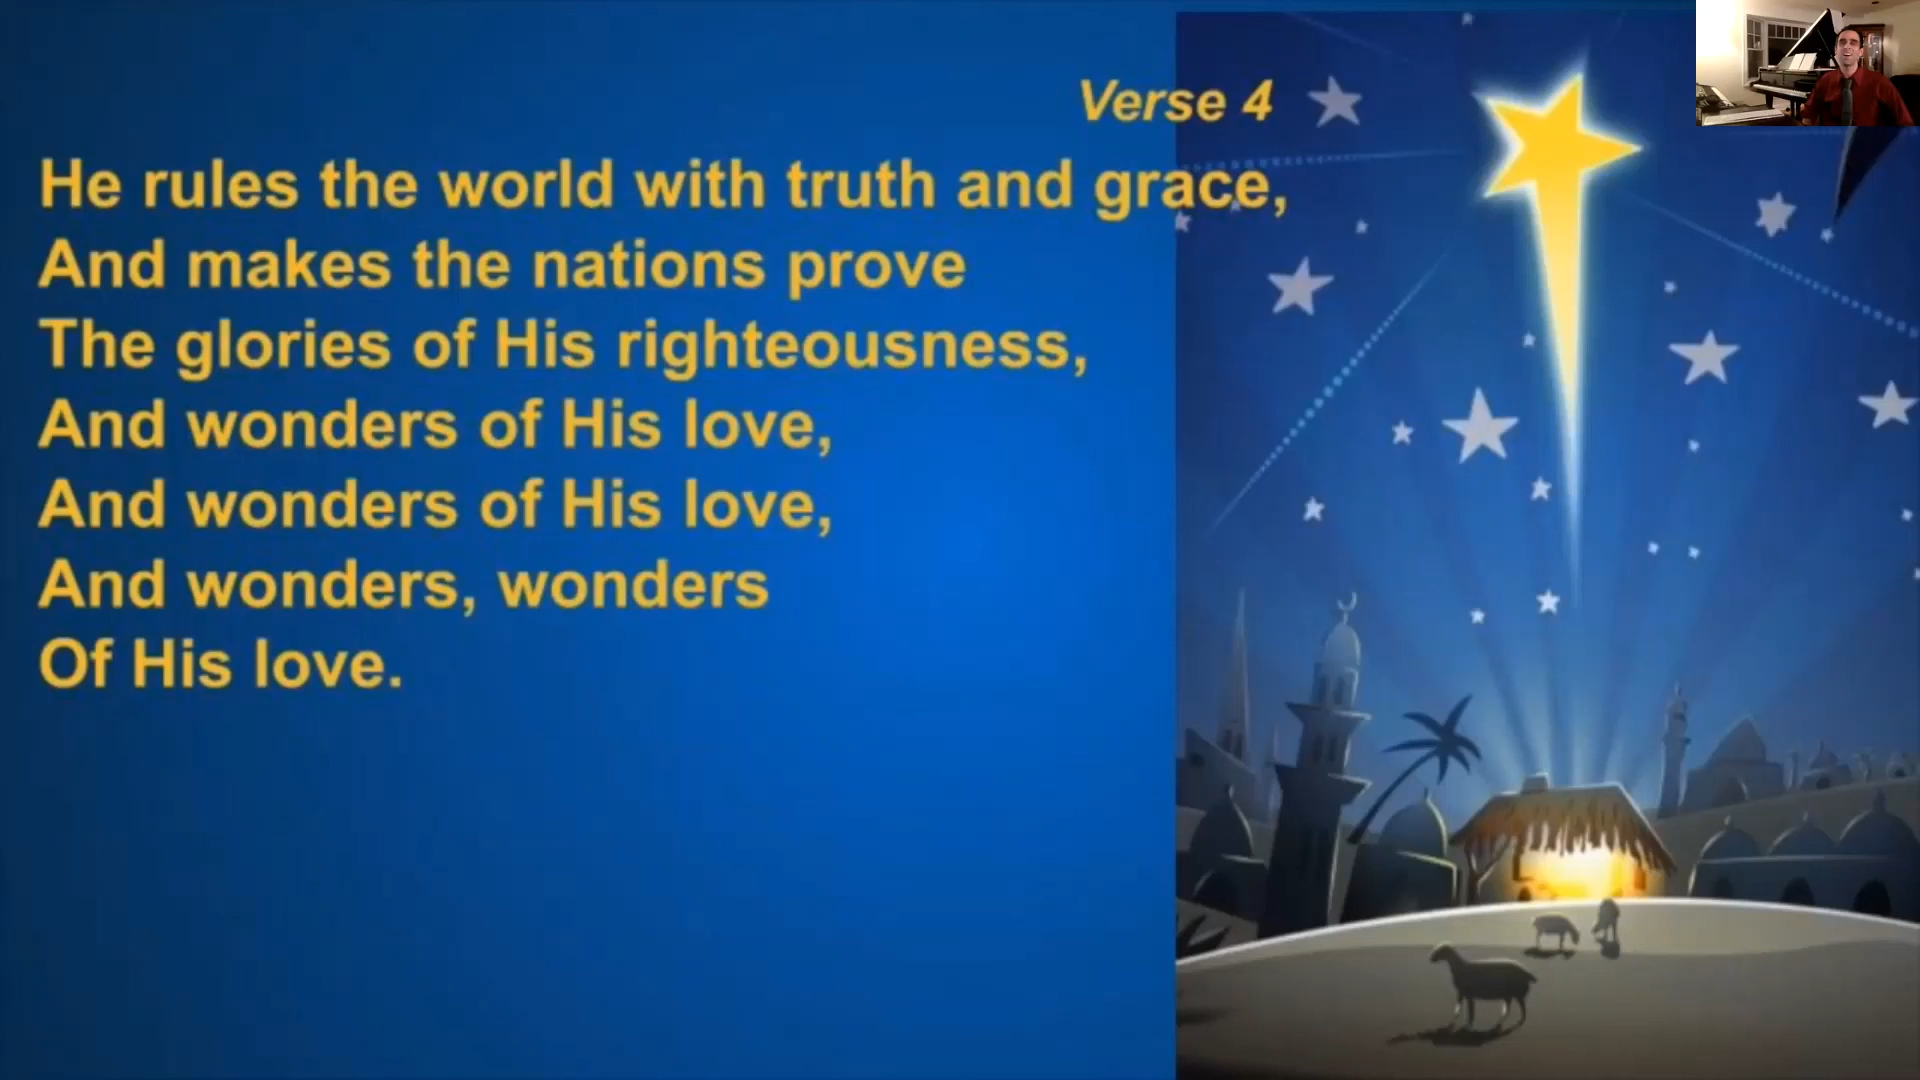 Verse 4
He rules the world with truth and grace,
And makes the nations prove
The glories of His righteousness,
And wonders of His love,
And wonders of His love,
And wonders, wonders
Of His love.